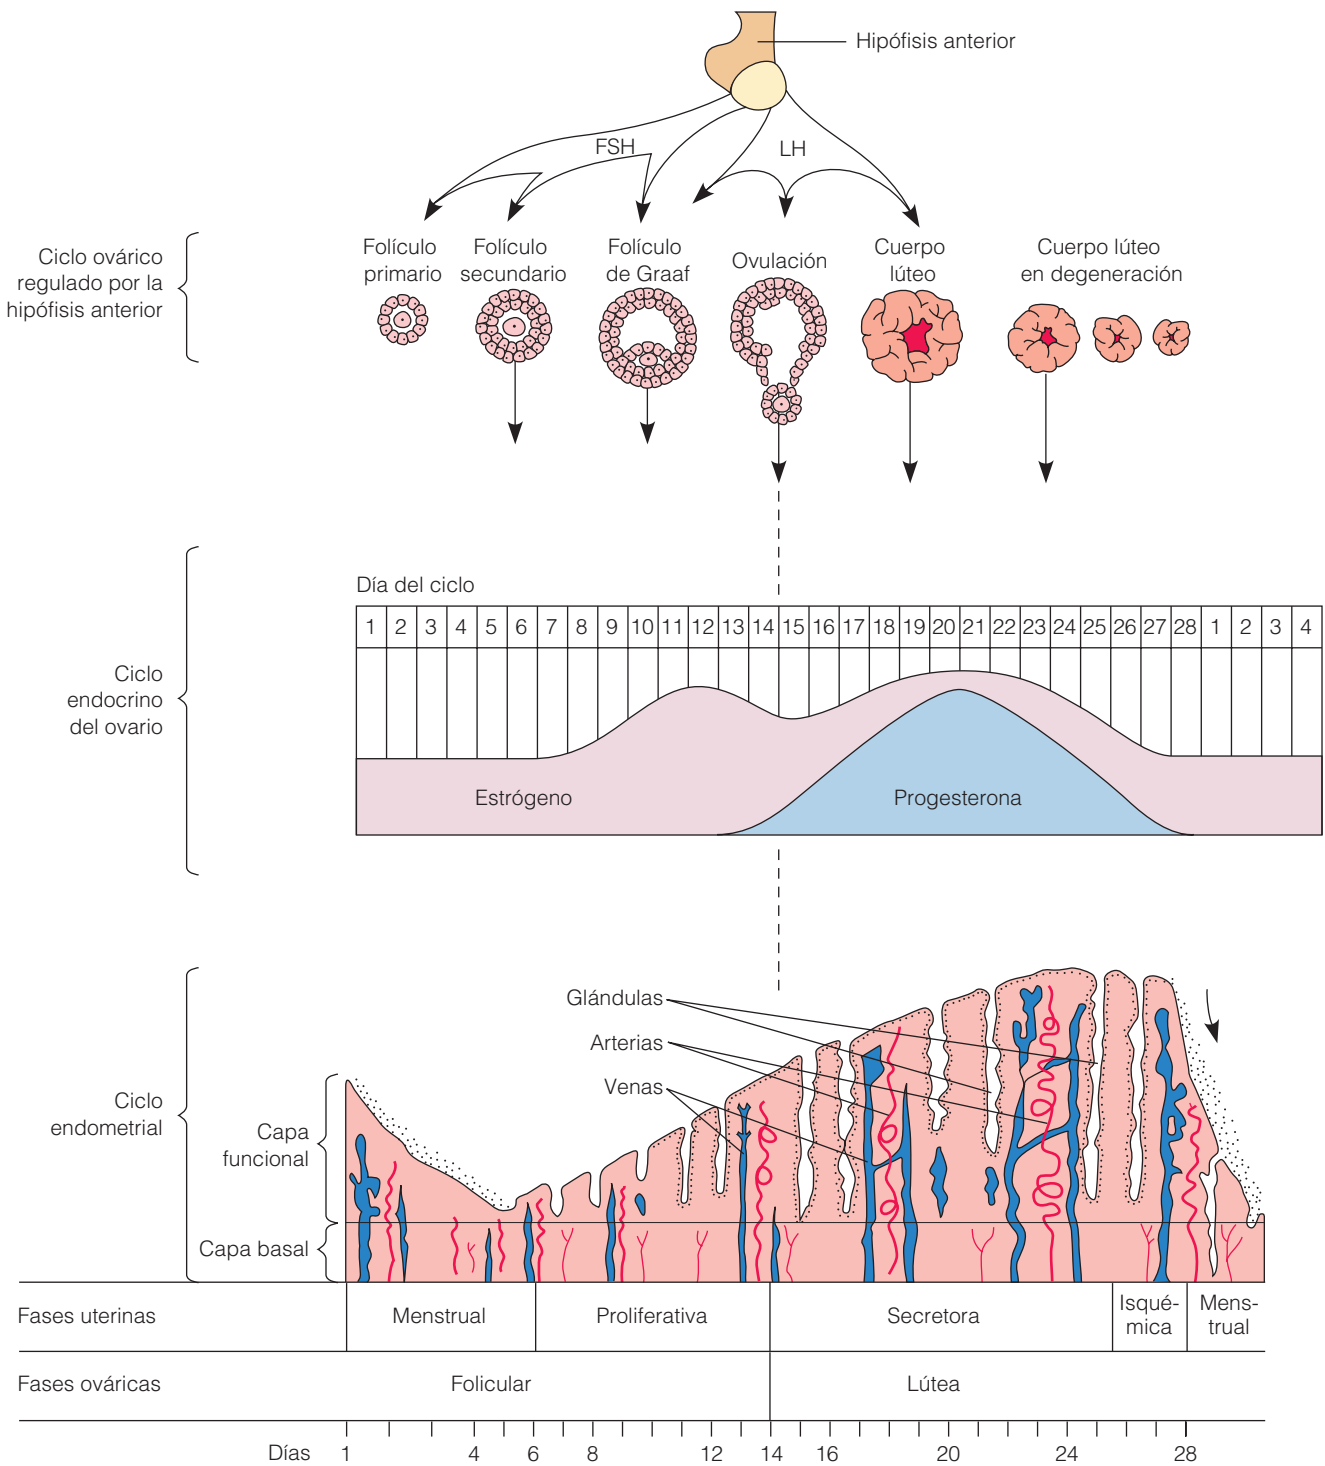 Hipófisis anterior
FSH
LH
Ciclo ovárico
regulado por la
hipófisis anterior
Folículo
primario
Folículo
secundario
Folículo
de Graaf
Ovulación
Cuerpo
lúteo
Cuerpo lúteo
en degeneración
Día del ciclo
1 2 3 4 5 6 7 8 9 10 11 12 13 14 15 16 17 18 19 20 21 22 23 24 25 26 27 28 1 2 3 4
Ciclo
endocrino
del ovario
Estrógeno
Progesterona
Glándulas
Arterias
Venas
Ciclo
endometrial
Capa
funcional
Capa basal
Fases uterinas
Menstrual
Proliferativa
Secretora
Isqué-
mica
Mens-
trual
Fases ováricas
Folicular
Lútea
Días
1 4 6 8 12 14 16 20 24 28